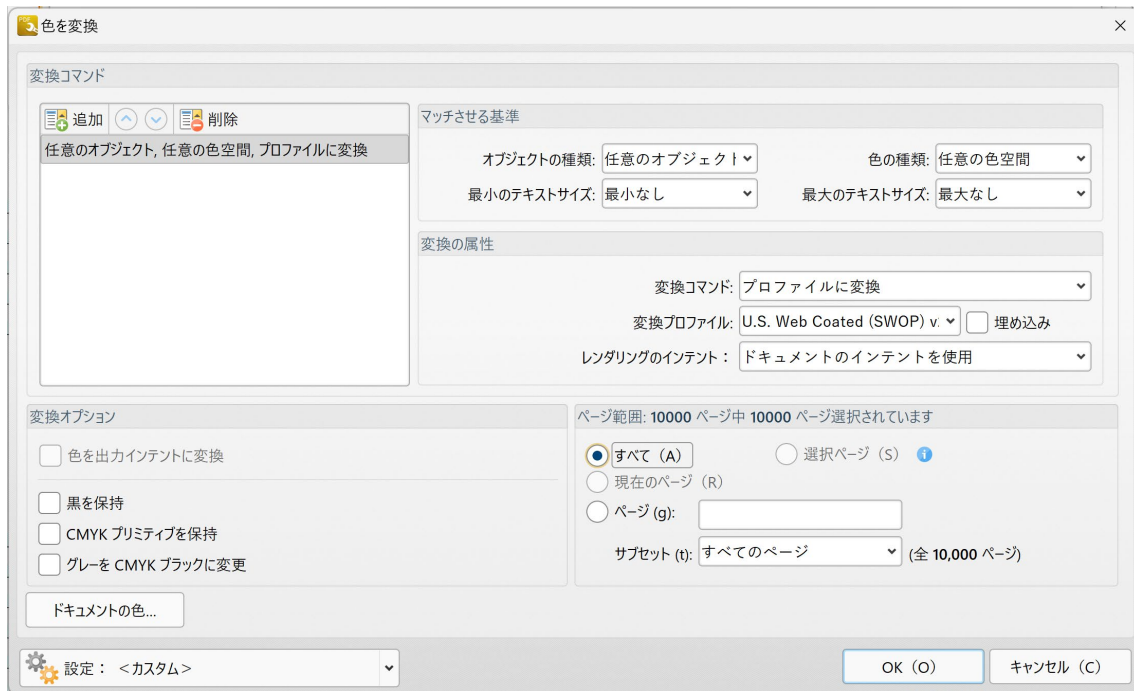 色を変換
変換コマンド
追加 削除
任意のオブジェクト, 任意の色空間, プロファイルに変換
マッチさせる基準
オブジェクトの種類: 任意のオブジェクト 色の種類: 任意の色空間
最小のテキストサイズ: 最小なし 最大のテキストサイズ: 最大なし
変換の属性
変換コマンド: プロファイルに変換
変換プロファイル: U.S. Web Coated (SWOP) v 埋め込み
レンダリングのインテント： ドキュメントのインテントを使用
変換オプション
色を出力インテントに変換
黒を保持
CMYK プリミティブを保持
グレーを CMYK ブラックに変更
ページ範囲: 10000 ページ中 10000 ページ選択されています
すべて（A） 選択ページ（S）
現在のページ（R）
ページ (g):
サブセット (t): すべてのページ (全 10,000 ページ)
ドキュメントの色...
設定： ＜カスタム＞ OK（O） キャンセル（C）